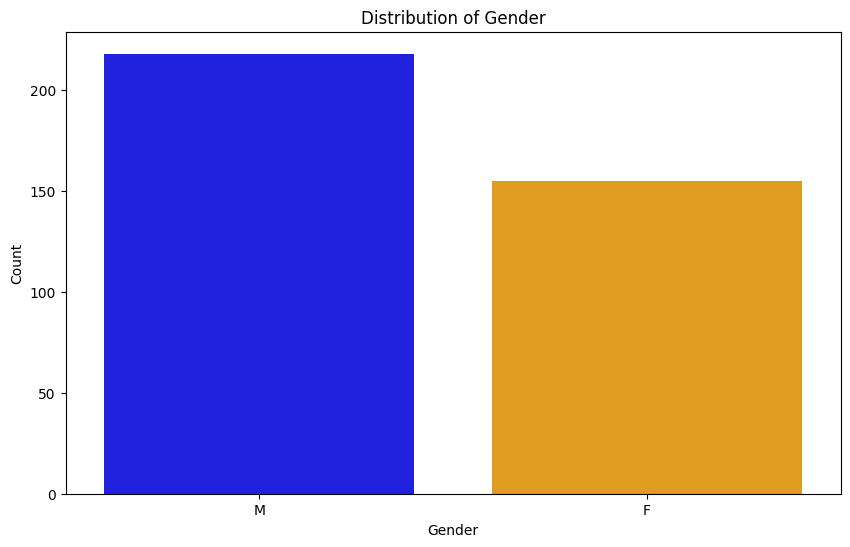 Distribution of Gender
200
150
100
50
0
Count
M
F
Gender